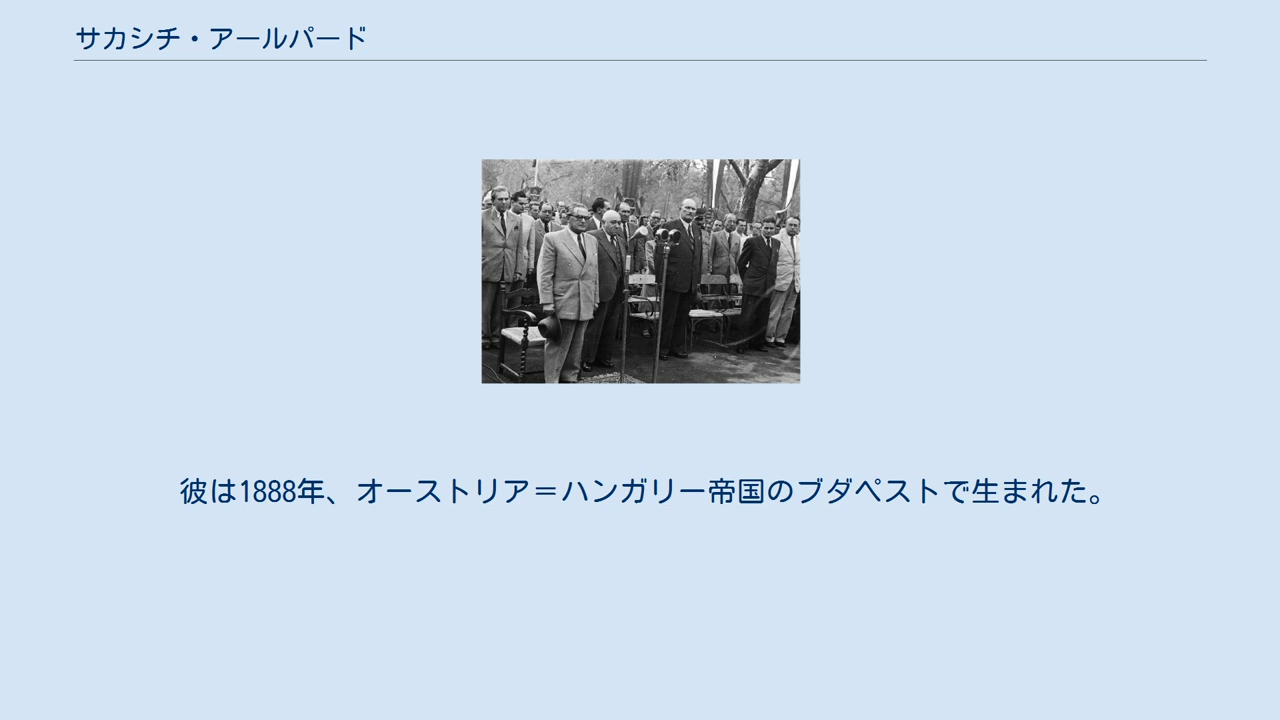 サカシチ・アールパード
彼は1888年、オーストリア＝ハンガリー帝国のブダペストで生まれた。